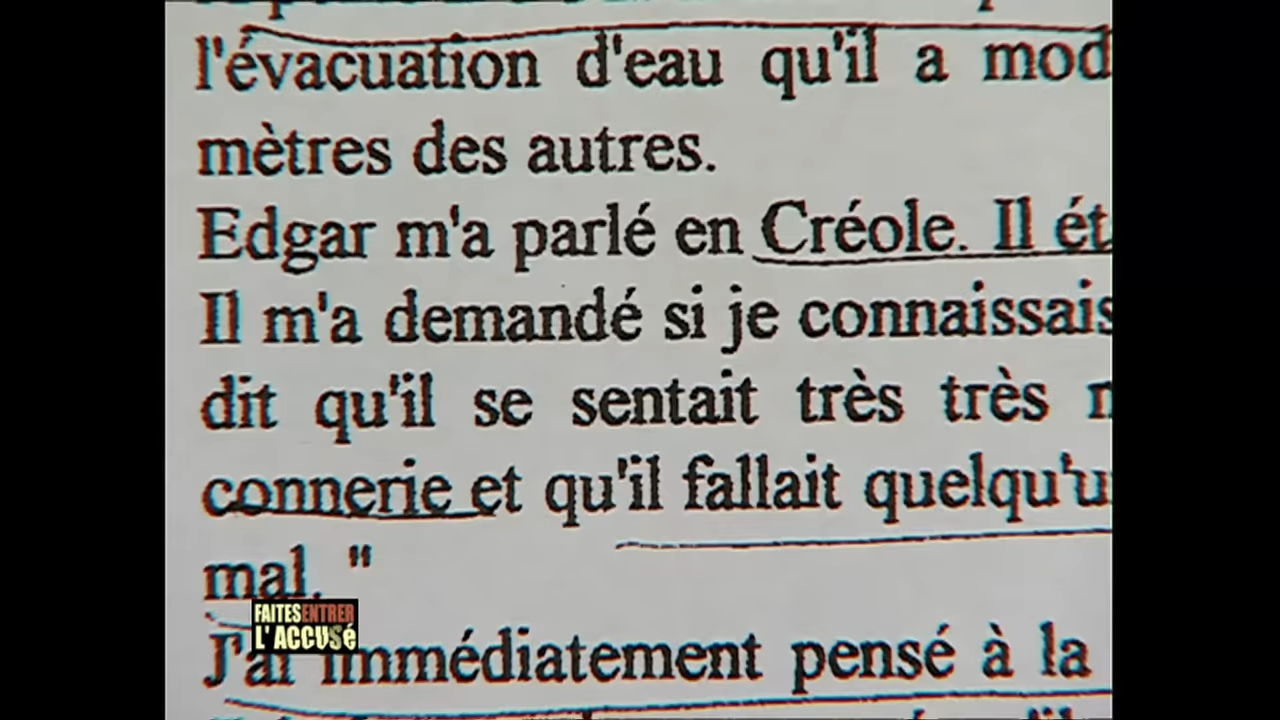 l'évacuation d'eau qu'il a mod
mètres des autres.
Edgar m'a parlé en Créole. Il ét
Il m'a demandé si je connaissais
dit qu'il se sentait très très
connerie et qu'il fallait quelqu'u
mal. "
J'ai immédiatement pensé à la
FAITES ENTRER
L'ACCUSÉ